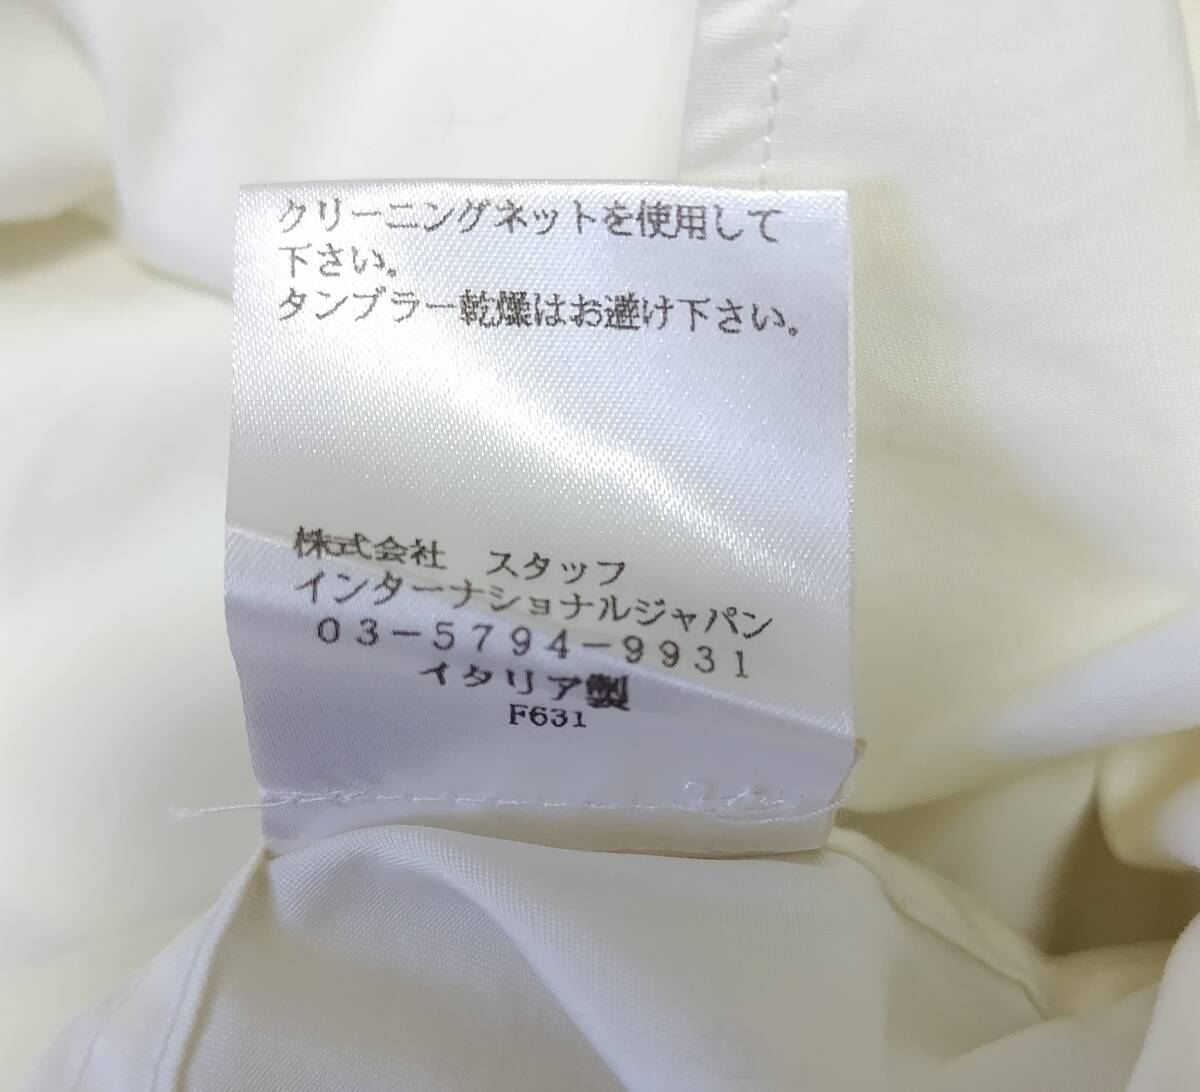 クリーニングネットを使用して
下さい。
タンブラー乾燥はお避け下さい。
株式会社　スタッフ
インターナショナルジャパン
０３－５７９４－９９３１
イタリア製
F631